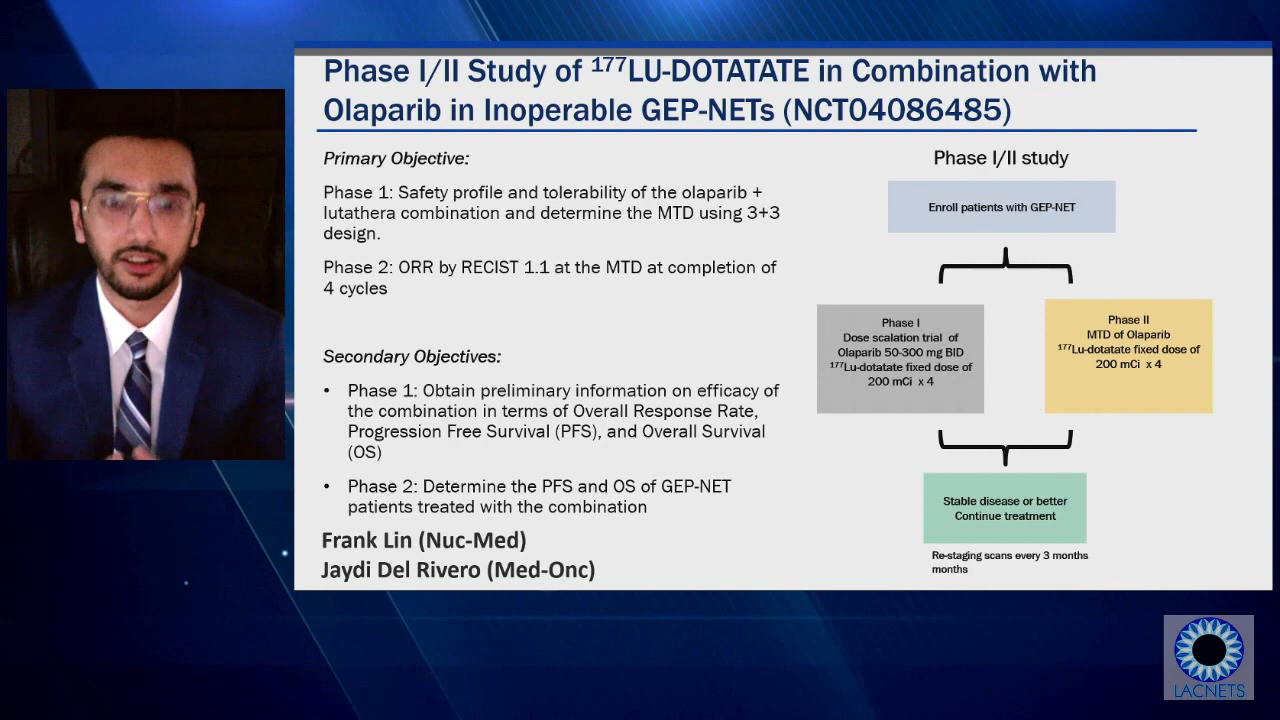 Phase I/II Study of ¹⁷⁷LU-DOTATATE in Combination with
Olaparib in Inoperable GEP-NETs (NCT04086485)
Primary Objective:
Phase 1: Safety profile and tolerability of the olaparib +
lutathera combination and determine the MTD using 3+3
design.
Phase 2: ORR by RECIST 1.1 at the MTD at completion of
4 cycles
Secondary Objectives:
• Phase 1: Obtain preliminary information on efficacy of
the combination in terms of Overall Response Rate,
Progression Free Survival (PFS), and Overall Survival
(OS)
• Phase 2: Determine the PFS and OS of GEP-NET
patients treated with the combination
Frank Lin (Nuc-Med)
Jaydi Del Rivero (Med-Onc)
Phase I/II study
Enroll patients with GEP-NET
Phase I
Dose scalation trial of
Olaparib 50-300 mg BID
¹⁷⁷Lu-dotatate fixed dose of
200 mCi x 4
Phase II
MTD of Olaparib
¹⁷⁷Lu-dotatate fixed dose of
200 mCi x 4
Stable disease or better
Continue treatment
Re-staging scans every 3 months
months
LACNETS